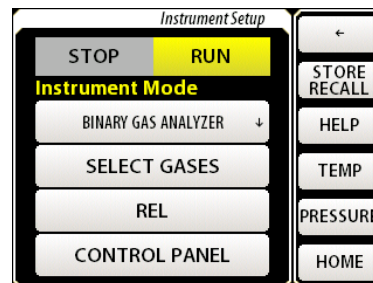 Instrument Setup
STOP
RUN
Instrument Mode
BINARY GAS ANALYZER ↓
SELECT GASES
REL
CONTROL PANEL
←
STORE
RECALL
HELP
TEMP
PRESSURE
HOME